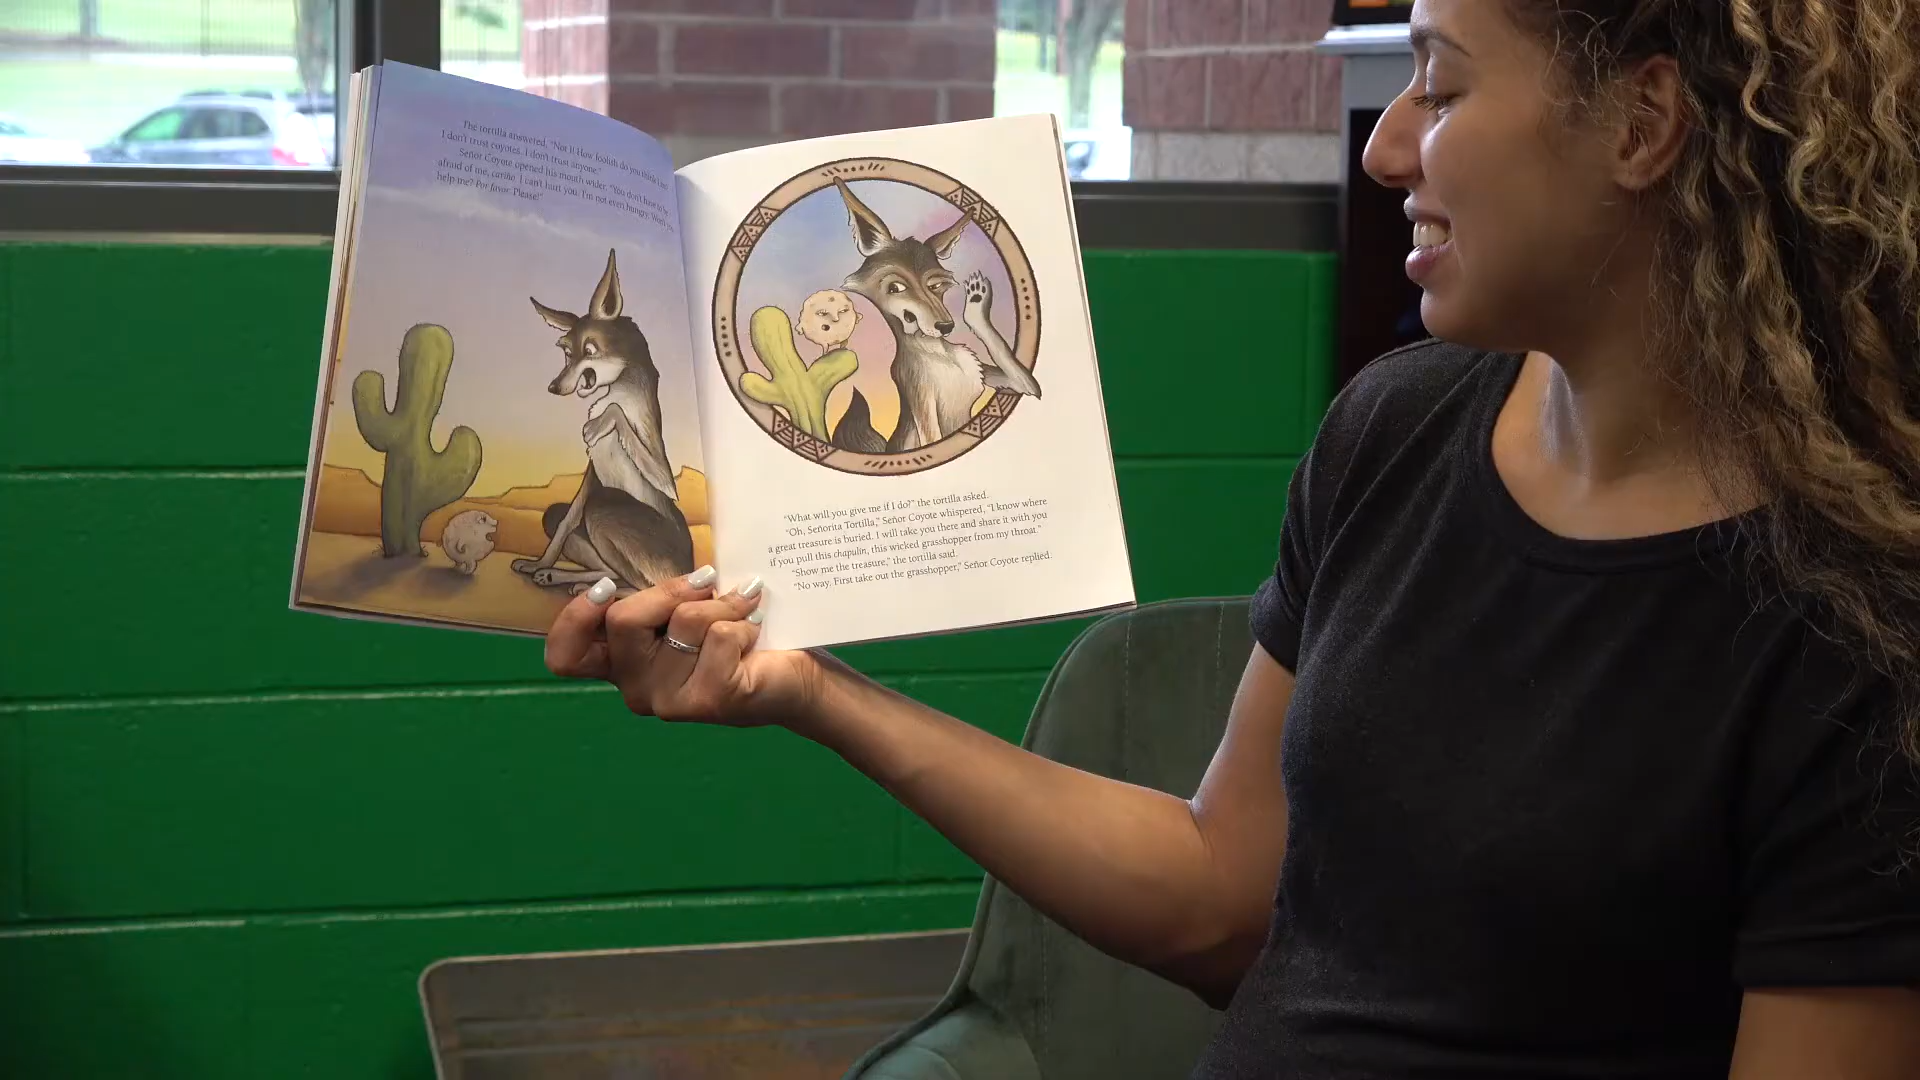 The tortilla answered, "Not I! How foolish do you think I am?
I don't trust coyotes. I don't trust anyone."
Señor Coyote opened his mouth wider. "You don't have to be
afraid of me, cariño. I can't hurt you. I'm not even hungry. Won't you
help me? Por favor. Please?"
"What will you give me if I do?" the tortilla asked.
"Oh, Señorita Tortilla," Señor Coyote whispered, "I know where
a great treasure is buried. I will take you there and share it with you
if you pull this chapulin, this wicked grasshopper from my throat."
"Show me the treasure," the tortilla said.
"No way. First take out the grasshopper," Señor Coyote replied.